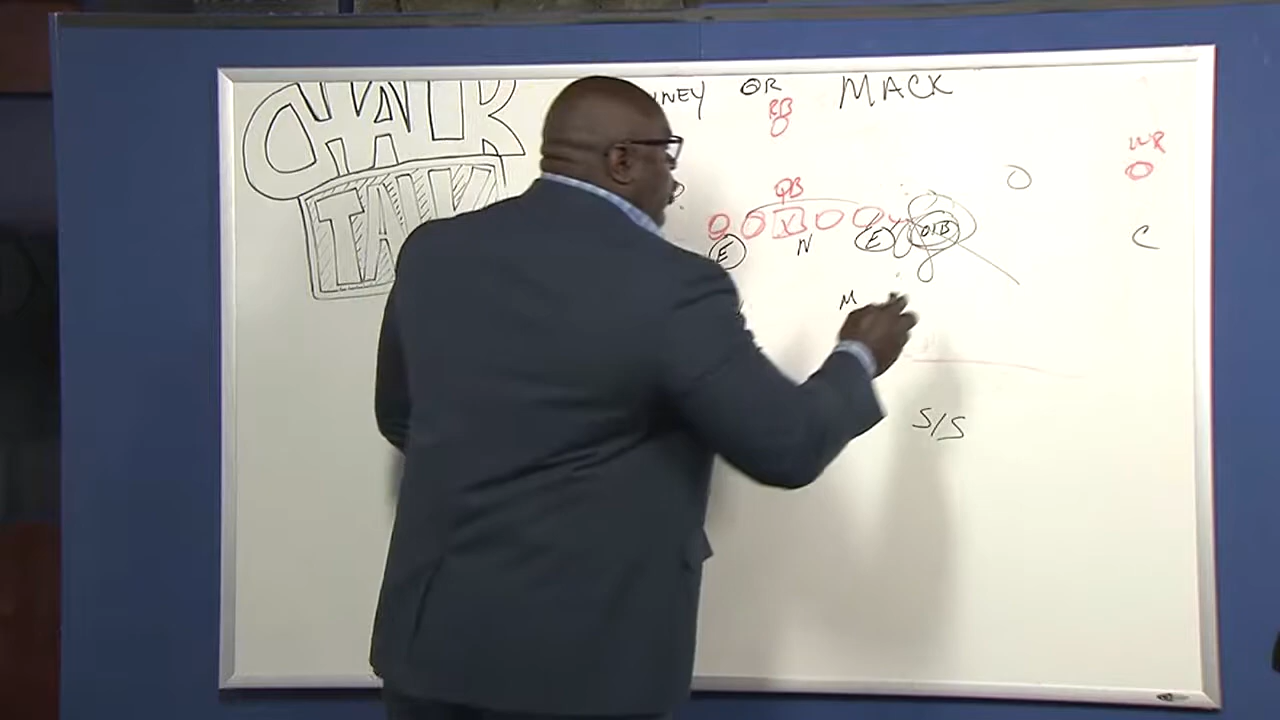 CHALK
TALK
NEY OR MACK
RB
WR
QB
X
E N E OLB C
M
S/S